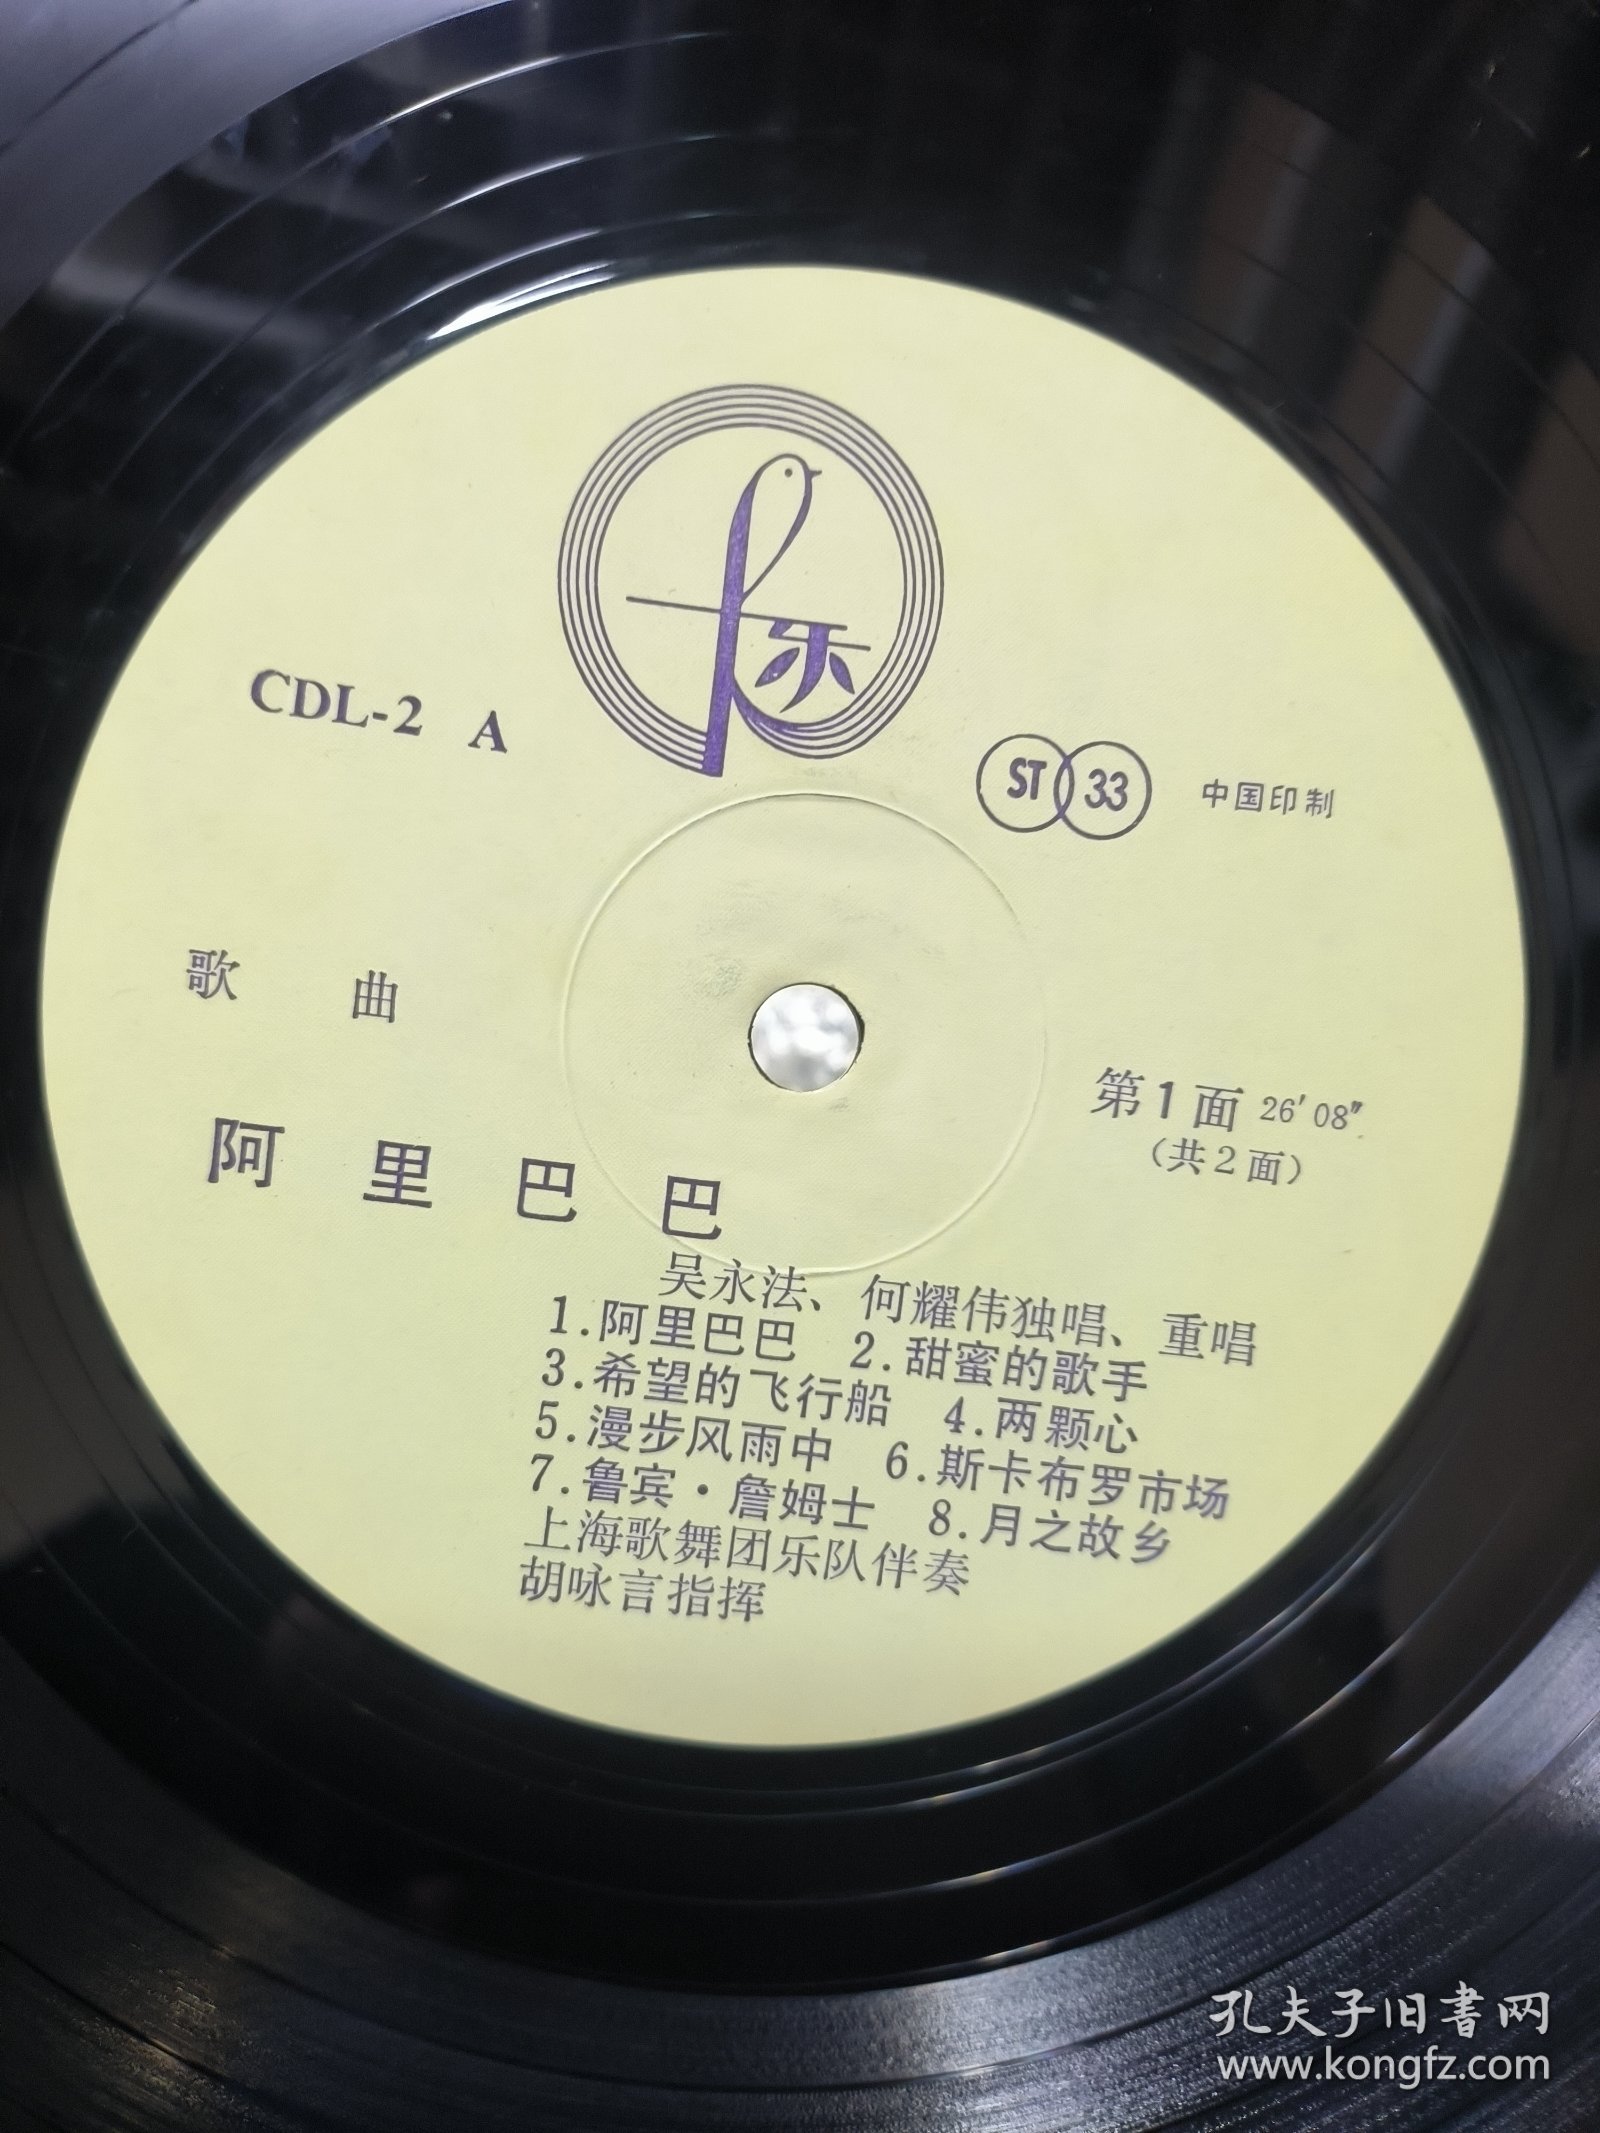 CDL-2 A
ST 33 中国印制
歌 曲
第1面 26′08″
(共2面)
阿里巴巴
吴永法、何耀伟独唱、重唱
1.阿里巴巴 2.甜蜜的歌手
3.希望的飞行船 4.两颗心
5.漫步风雨中 6.斯卡布罗市场
7.鲁宾·詹姆士 8.月之故乡
上海歌舞团乐队伴奏
胡咏言指挥
孔夫子旧书网
www.kongfz.com